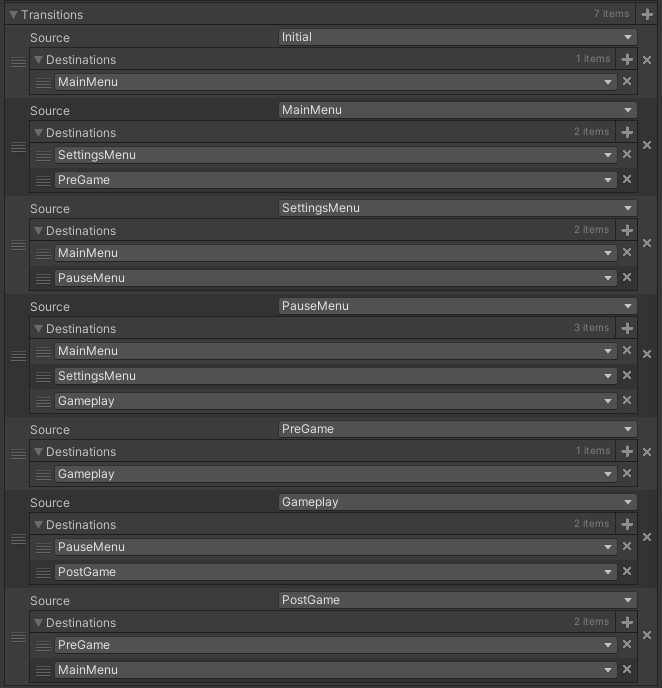 Transitions 7 items
Source Initial
Destinations 1 items
MainMenu
Source MainMenu
Destinations 2 items
SettingsMenu
PreGame
Source SettingsMenu
Destinations 2 items
MainMenu
PauseMenu
Source PauseMenu
Destinations 3 items
MainMenu
SettingsMenu
Gameplay
Source PreGame
Destinations 1 items
Gameplay
Source Gameplay
Destinations 2 items
PauseMenu
PostGame
Source PostGame
Destinations 2 items
PreGame
MainMenu